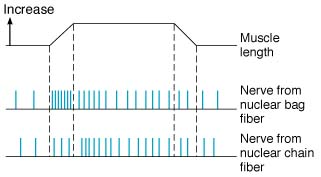 Increase
Muscle
length
Nerve from
nuclear bag
fiber
Nerve from
nuclear chain
fiber